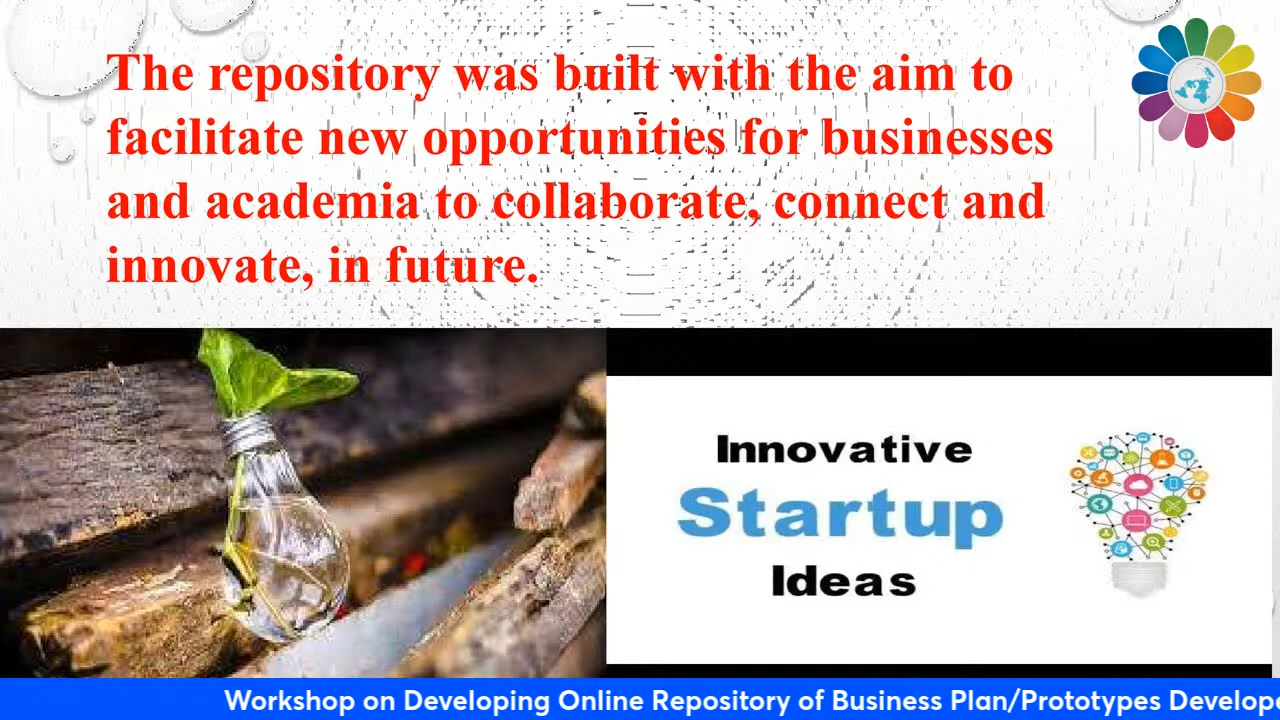 The repository was built with the aim to
facilitate new opportunities for businesses
and academia to collaborate, connect and
innovate, in future.
Innovative
Startup
Ideas
Workshop on Developing Online Repository of Business Plan/Prototypes Develop